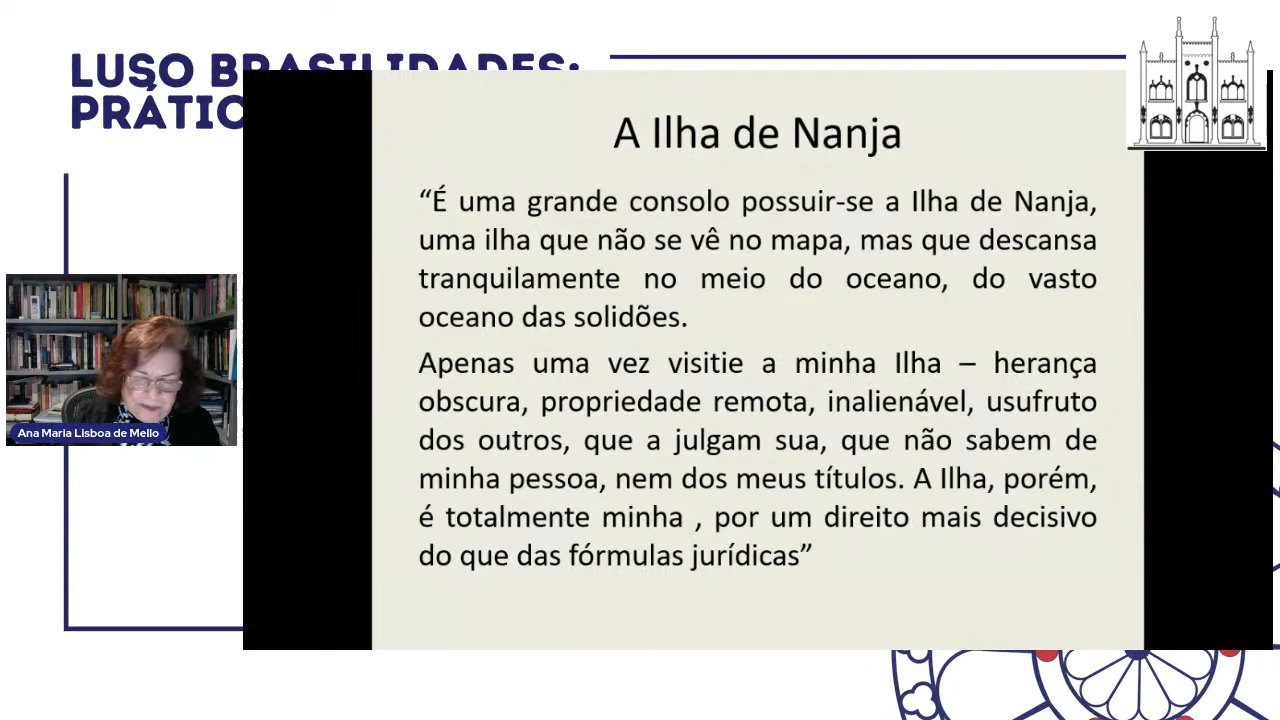 LUSO BRASILIDADES:
PRÁTIC
A Ilha de Nanja
“É uma grande consolo possuir-se a Ilha de Nanja,
uma ilha que não se vê no mapa, mas que descansa
tranquilamente no meio do oceano, do vasto
oceano das solidões.
Apenas uma vez visitie a minha Ilha – herança
obscura, propriedade remota, inalienável, usufruto
dos outros, que a julgam sua, que não sabem de
minha pessoa, nem dos meus títulos. A Ilha, porém,
é totalmente minha , por um direito mais decisivo
do que das fórmulas jurídicas”
Ana Maria Lisboa de Mello